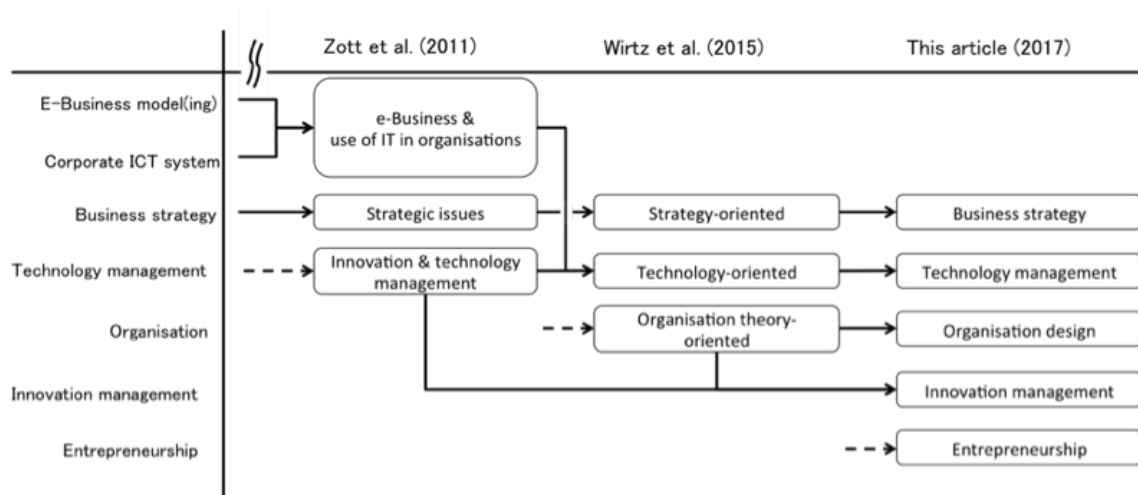 Zott et al. (2011)
Wirtz et al. (2015)
This article (2017)
E-Business model(ing)
e-Business &
use of IT in organisations
Corporate ICT system
Business strategy
Strategic issues
Strategy-oriented
Business strategy
Technology management
Innovation & technology
management
Technology-oriented
Technology management
Organisation
Organisation theory-
oriented
Organisation design
Innovation management
Innovation management
Entrepreneurship
Entrepreneurship